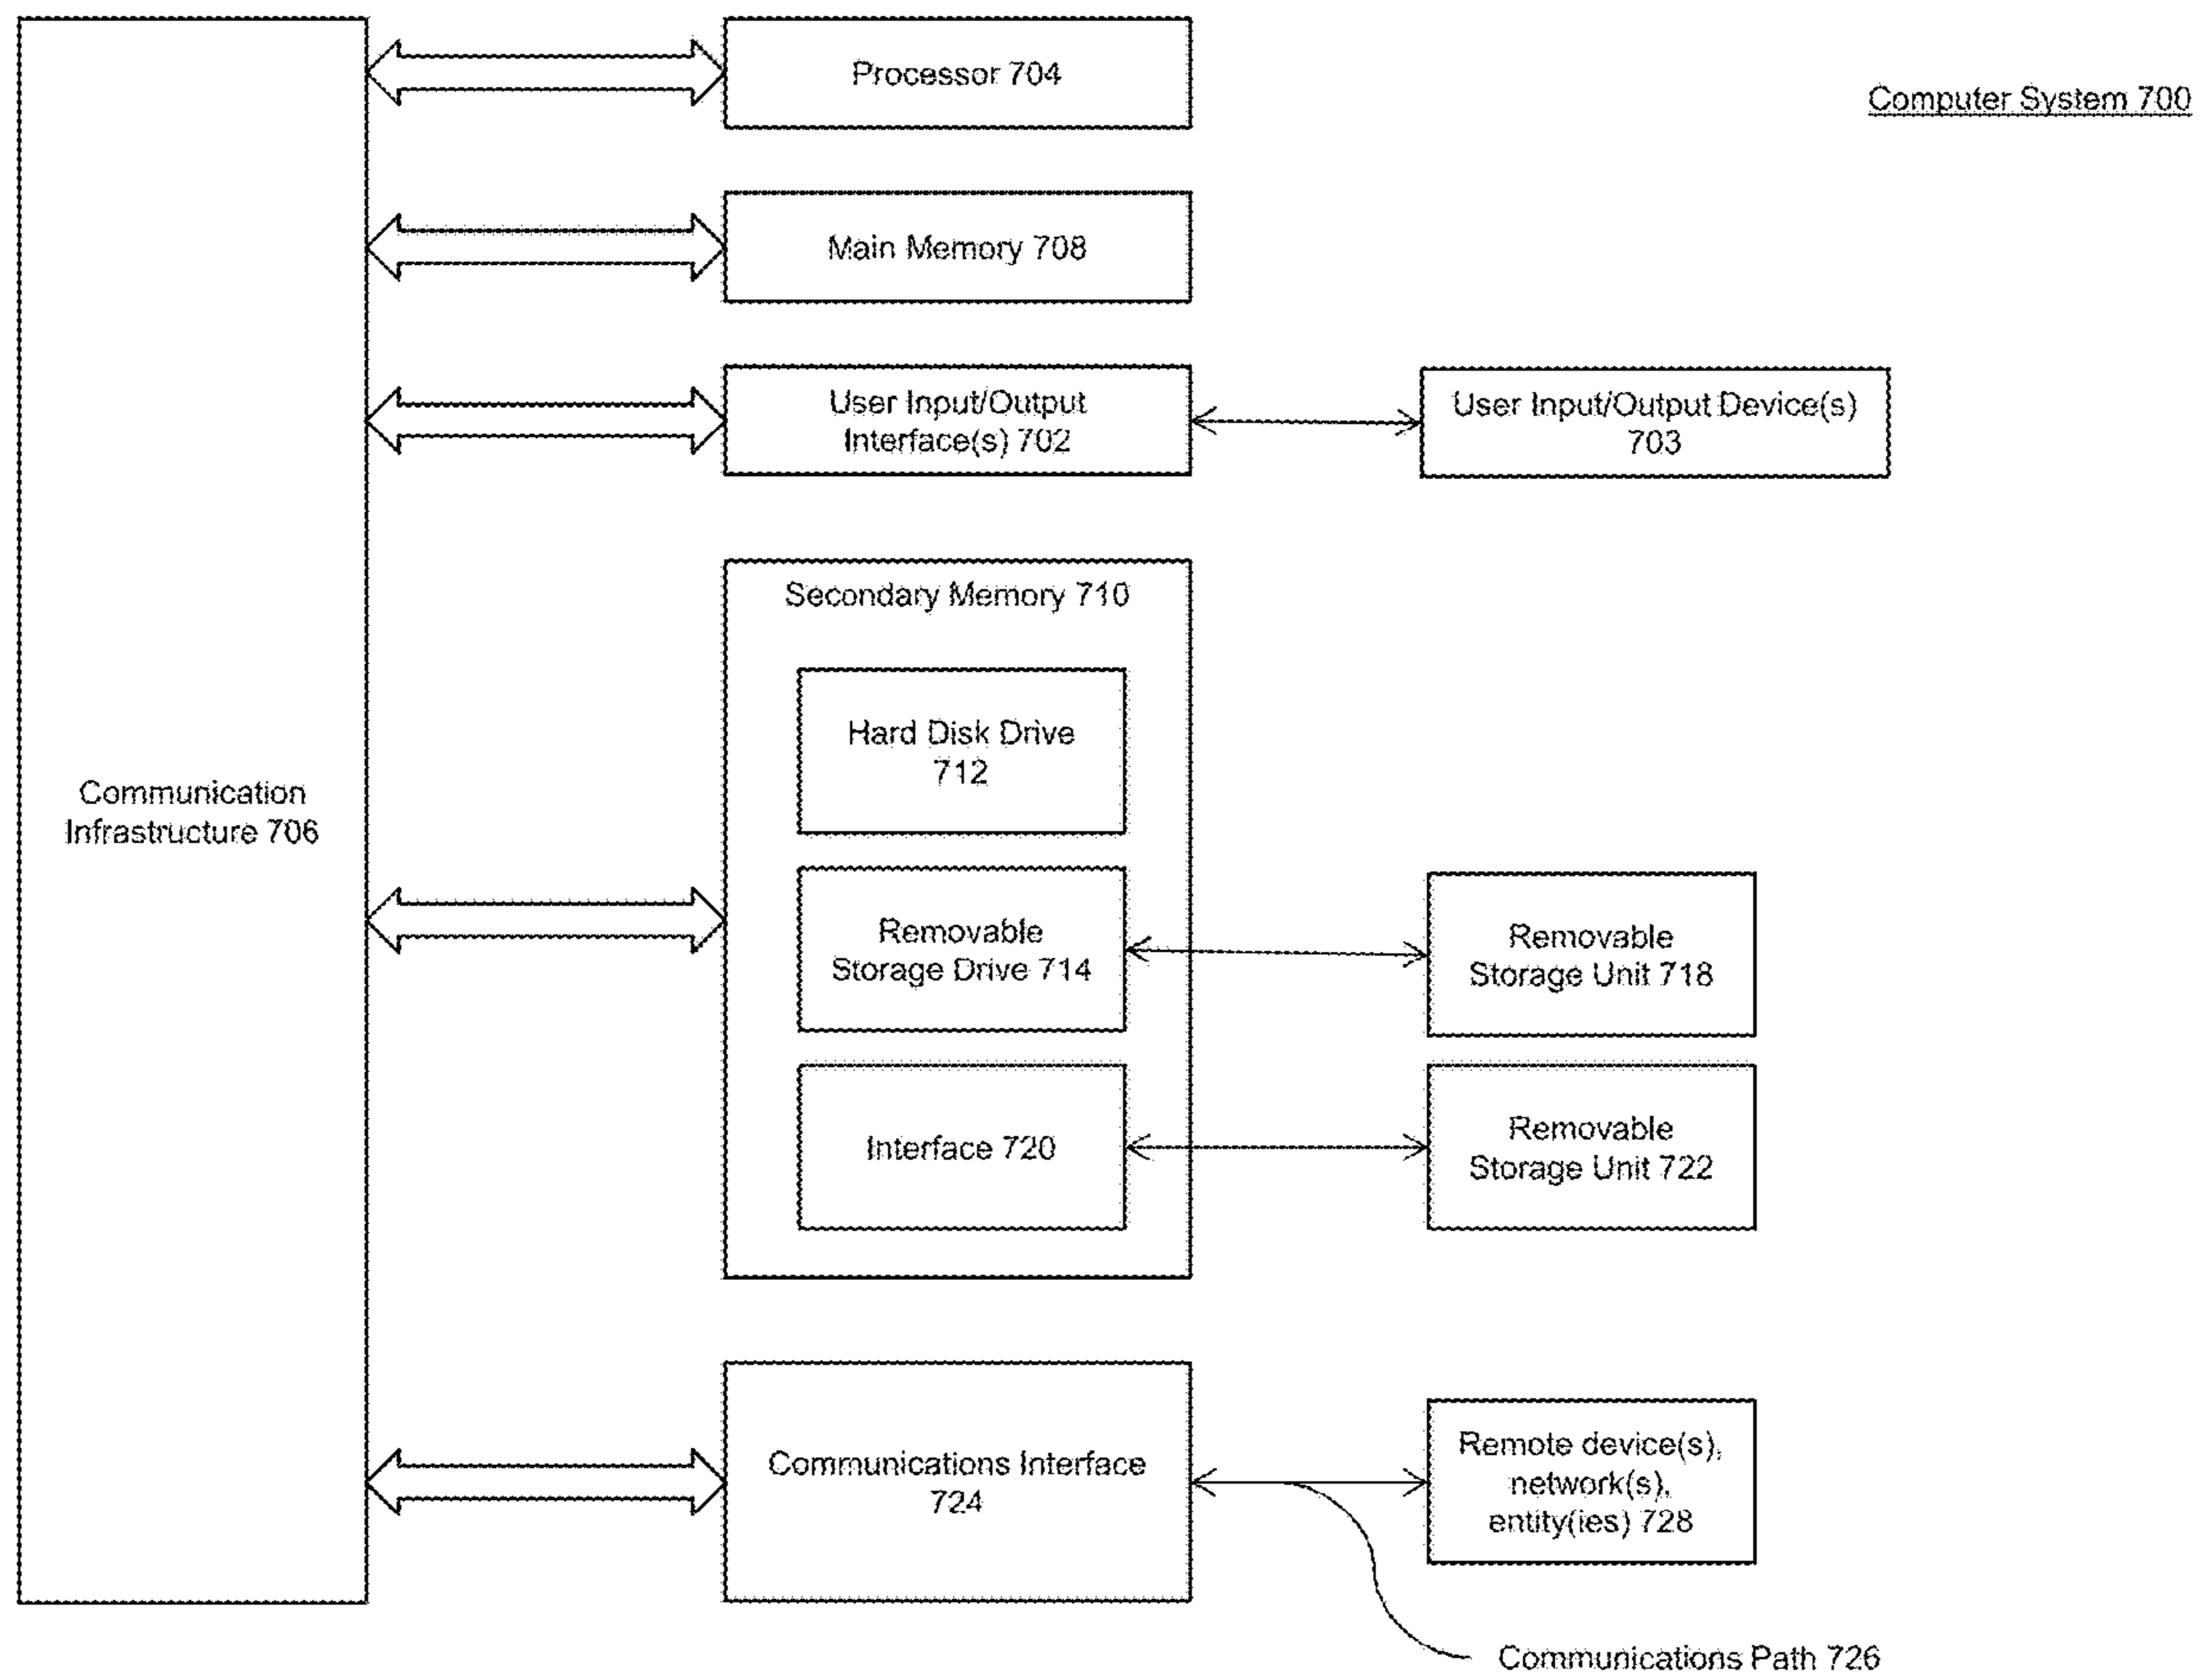 Processor 704
Computer System 700
Main Memory 708
User Input/Output
Interface(s) 702
User Input/Output Device(s)
703
Secondary Memory 710
Hard Disk Drive
712
Communication
Infrastructure 706
Removable
Storage Drive 714
Removable
Storage Unit 718
Interface 720
Removable
Storage Unit 722
Communications Interface
724
Remote device(s),
network(s),
entity(ies) 728
Communications Path 726